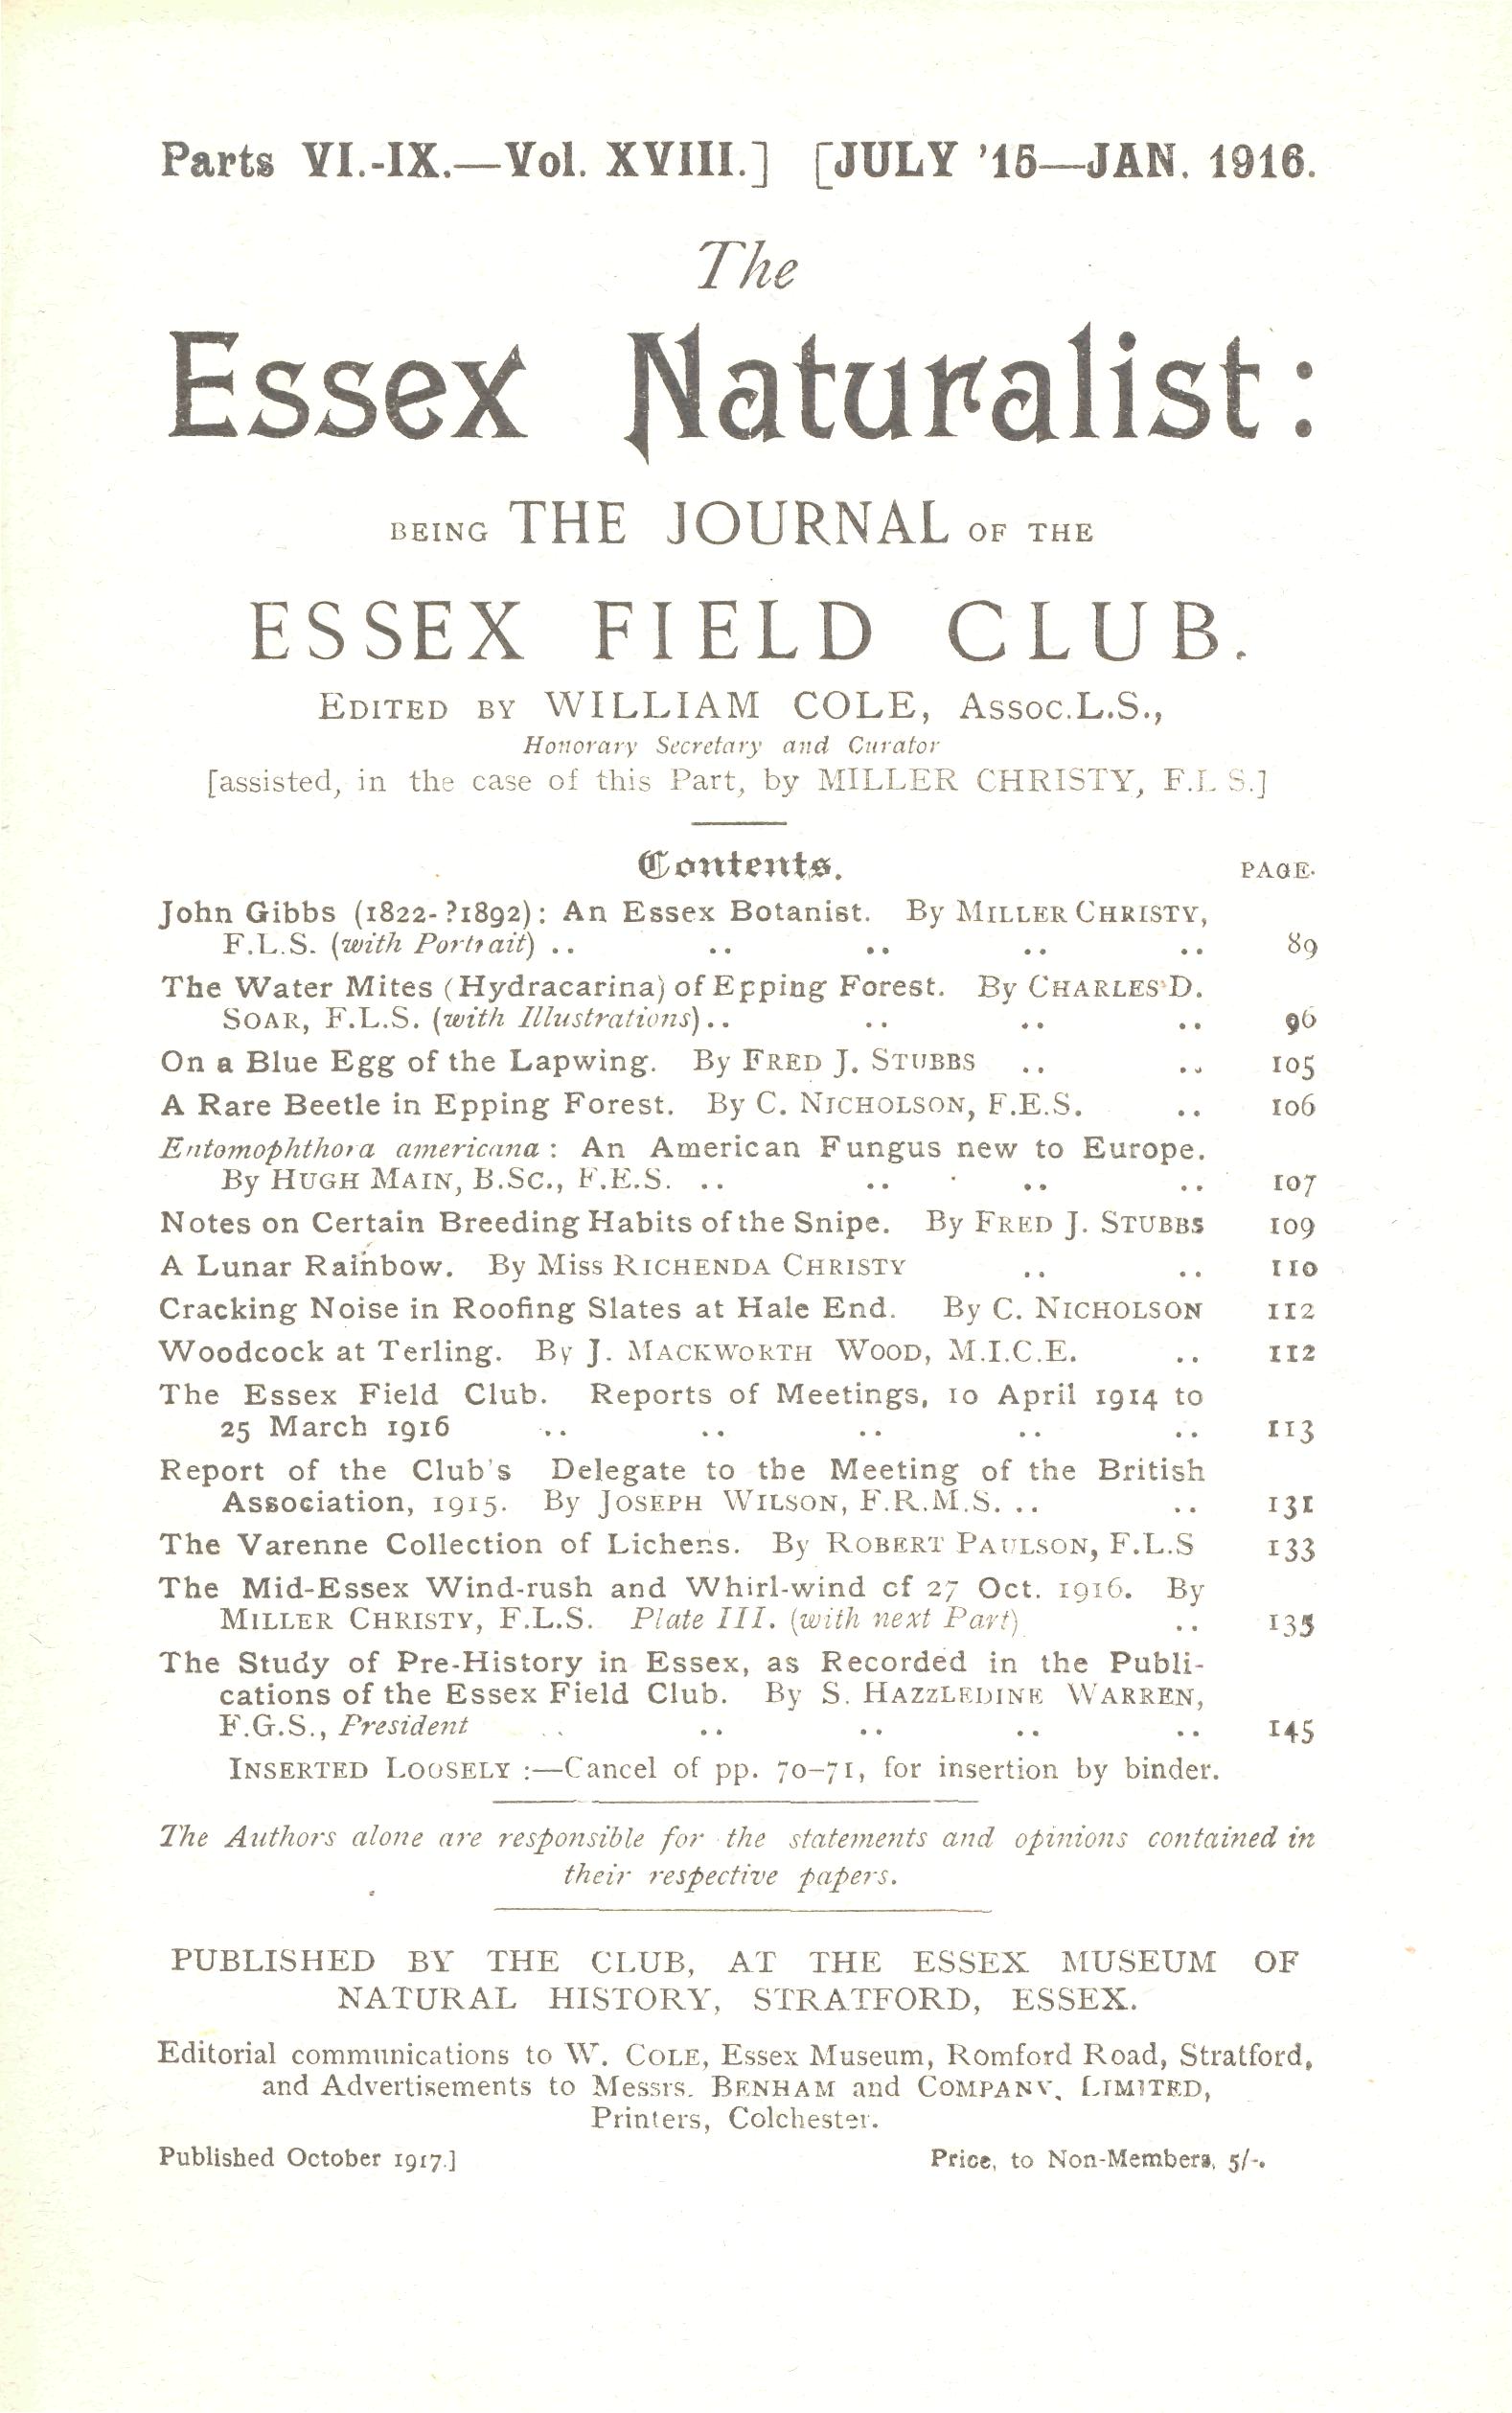 Parts VI.-IX.—Vol. XVIII.] [JULY '15—JAN. 1916.
The
Essex Naturalist:
BEING THE JOURNAL OF THE
ESSEX FIELD CLUB.
EDITED BY WILLIAM COLE, Assoc.L.S.,
Honorary Secretary and Curator
[assisted, in the case of this Part, by MILLER CHRISTY, F.L S.]
Contents.
PAGE.
John Gibbs (1822-?1892): An Essex Botanist. By MILLER CHRISTY,
F.L.S. (with Portrait) .. .. .. .. .. 89
The Water Mites (Hydracarina) of Epping Forest. By CHARLES D.
SOAR, F.L.S. (with Illustrations) .. .. .. .. 96
On a Blue Egg of the Lapwing. By FRED J. STUBBS .. .. 105
A Rare Beetle in Epping Forest. By C. NICHOLSON, F.E.S. .. 106
Entomophthora americana: An American Fungus new to Europe.
By HUGH MAIN, B.Sc., F.E.S. .. .. .. .. 107
Notes on Certain Breeding Habits of the Snipe. By FRED J. STUBBS 109
A Lunar Rainbow. By Miss RICHENDA CHRISTY .. .. 110
Cracking Noise in Roofing Slates at Hale End. By C. NICHOLSON 112
Woodcock at Terling. By J. MACKWORTH WOOD, M.I.C.E. .. 112
The Essex Field Club. Reports of Meetings, 10 April 1914 to
25 March 1916 .. .. .. .. .. 113
Report of the Club's Delegate to the Meeting of the British
Association, 1915. By JOSEPH WILSON, F.R.M.S. .. .. 131
The Varenne Collection of Lichens. By ROBERT PAULSON, F.L.S 133
The Mid-Essex Wind-rush and Whirl-wind of 27 Oct. 1916. By
MILLER CHRISTY, F.L.S. Plate III. (with next Part) .. 135
The Study of Pre-History in Essex, as Recorded in the Publi-
cations of the Essex Field Club. By S. HAZZLEDINE WARREN,
F.G.S., President .. .. .. .. .. 145
INSERTED LOOSELY :—Cancel of pp. 70–71, for insertion by binder.
The Authors alone are responsible for the statements and opinions contained in
their respective papers.
PUBLISHED BY THE CLUB, AT THE ESSEX MUSEUM OF
NATURAL HISTORY, STRATFORD, ESSEX.
Editorial communications to W. COLE, Essex Museum, Romford Road, Stratford,
and Advertisements to Messrs. BENHAM and COMPANY, LIMITED,
Printers, Colchester.
Published October 1917.] Price, to Non-Members, 5/-.